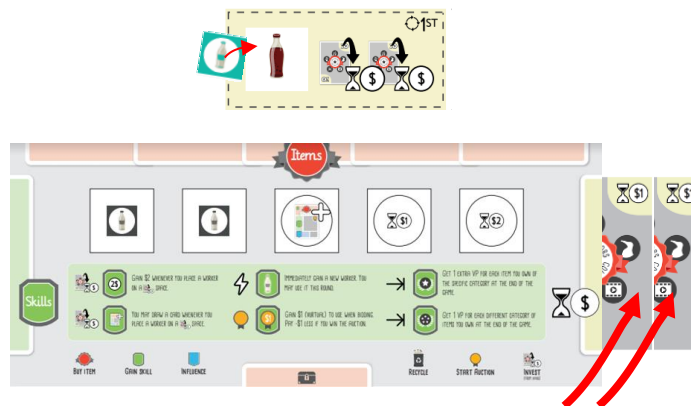 1ST
$
$
Items
$1
$2
$1
$1
Skills
$
2$
GAIN $2 WHENEVER YOU PLACE A WORKER
ON A SPACE.
IMMEDIATELY GAIN A NEW WORKER. YOU
MAY USE IT THIS ROUND.
GET 1 EXTRA VP FOR EACH ITEM YOU OWN OF
THE SPECIFIC CATEGORY AT THE END OF THE
GAME.
$
$
YOU MAY DRAW A CARD WHENEVER YOU
PLACE A WORKER ON A SPACE.
$1
GAIN $1 (VIRTUAL) TO USE WHEN BIDDING.
PAY -$1 LESS IF YOU WIN THE AUCTION.
GET 1 VP FOR EACH DIFFERENT CATEGORY OF
ITEMS YOU OWN AT THE END OF THE GAME.
BUY ITEM
GAIN SKILL
INFLUENCE
RECYCLE
START AUCTION
INVEST